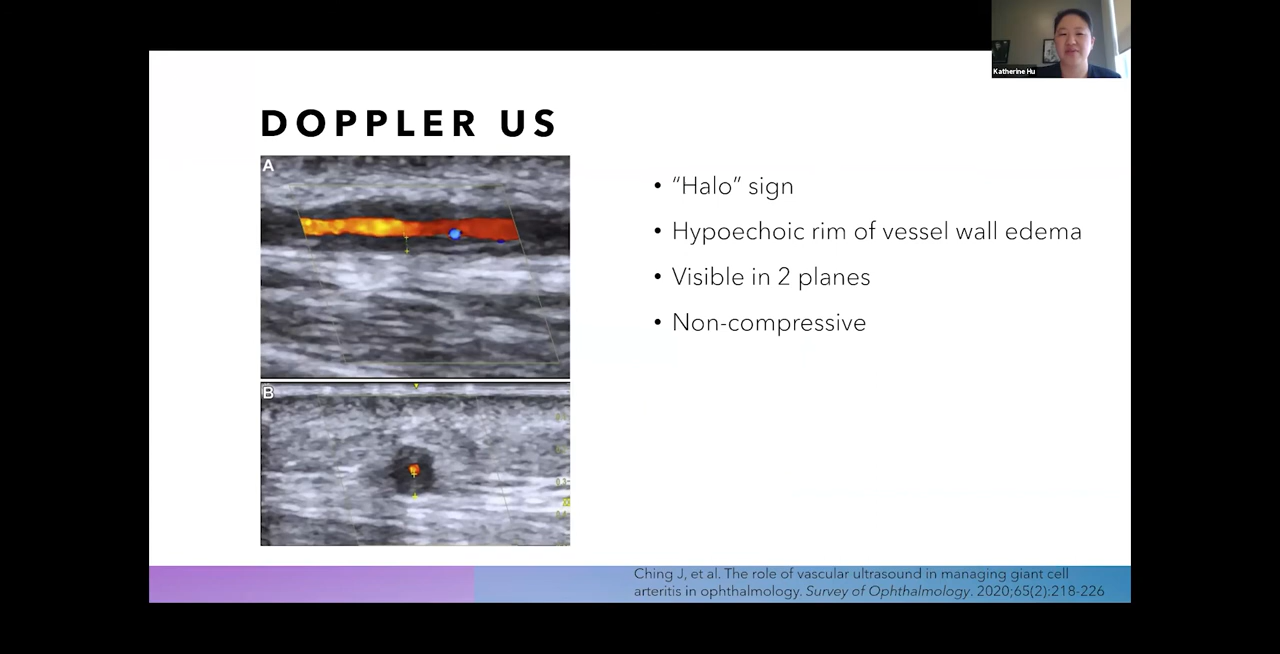 Katherine Hu
DOPPLER US
A
B
• “Halo” sign
• Hypoechoic rim of vessel wall edema
• Visible in 2 planes
• Non-compressive
Ching J, et al. The role of vascular ultrasound in managing giant cell
arteritis in ophthalmology. Survey of Ophthalmology. 2020;65(2):218-226